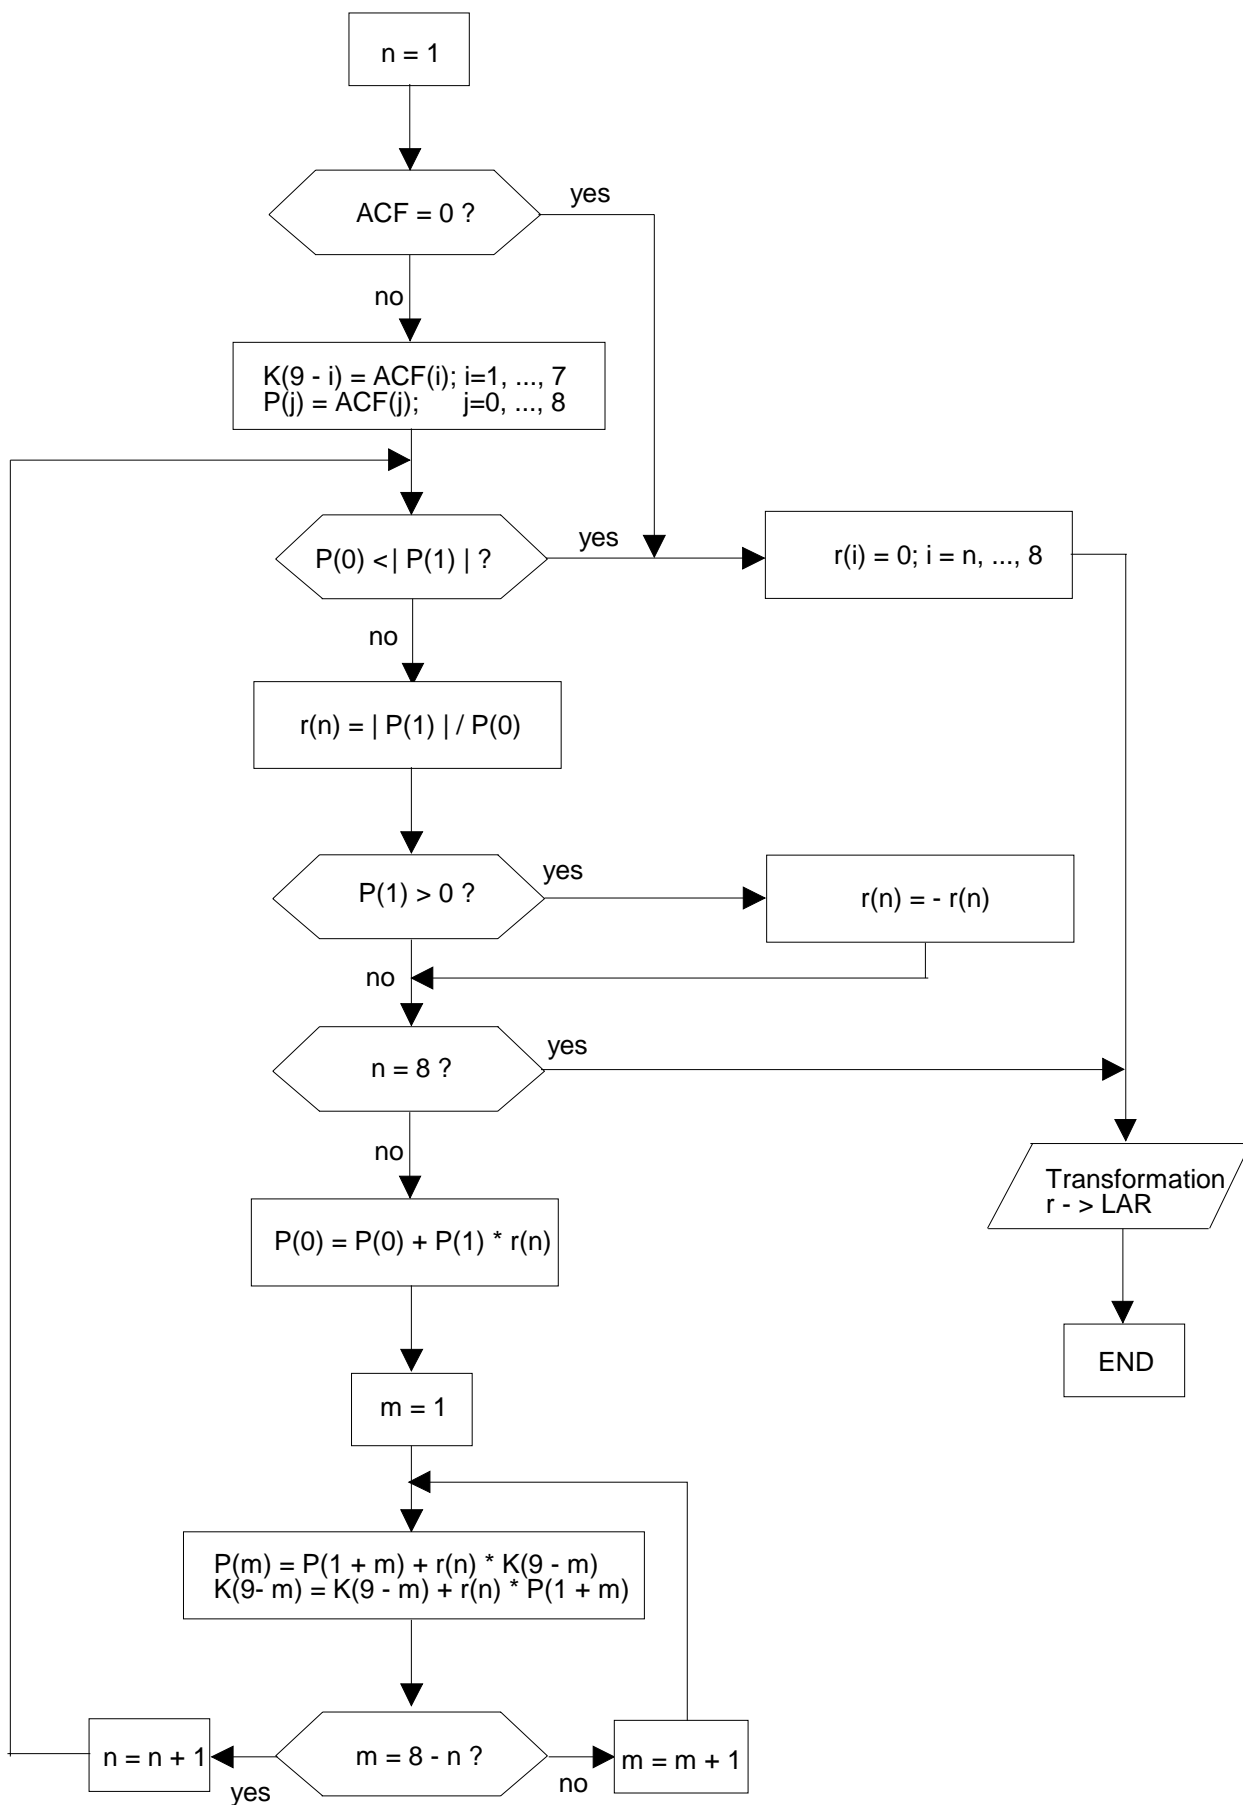 n = 1
ACF = 0 ?
yes
no
K(9 - i) = ACF(i); i=1, ..., 7
P(j) = ACF(j); j=0, ..., 8
P(0) < | P(1) | ?
yes
r(i) = 0; i = n, ..., 8
no
r(n) = | P(1) | / P(0)
P(1) > 0 ?
yes
r(n) = - r(n)
no
n = 8 ?
yes
no
Transformation
r - > LAR
P(0) = P(0) + P(1) * r(n)
END
m = 1
P(m) = P(1 + m) + r(n) * K(9 - m)
K(9- m) = K(9 - m) + r(n) * P(1 + m)
n = n + 1
yes
m = 8 - n ?
no
m = m + 1